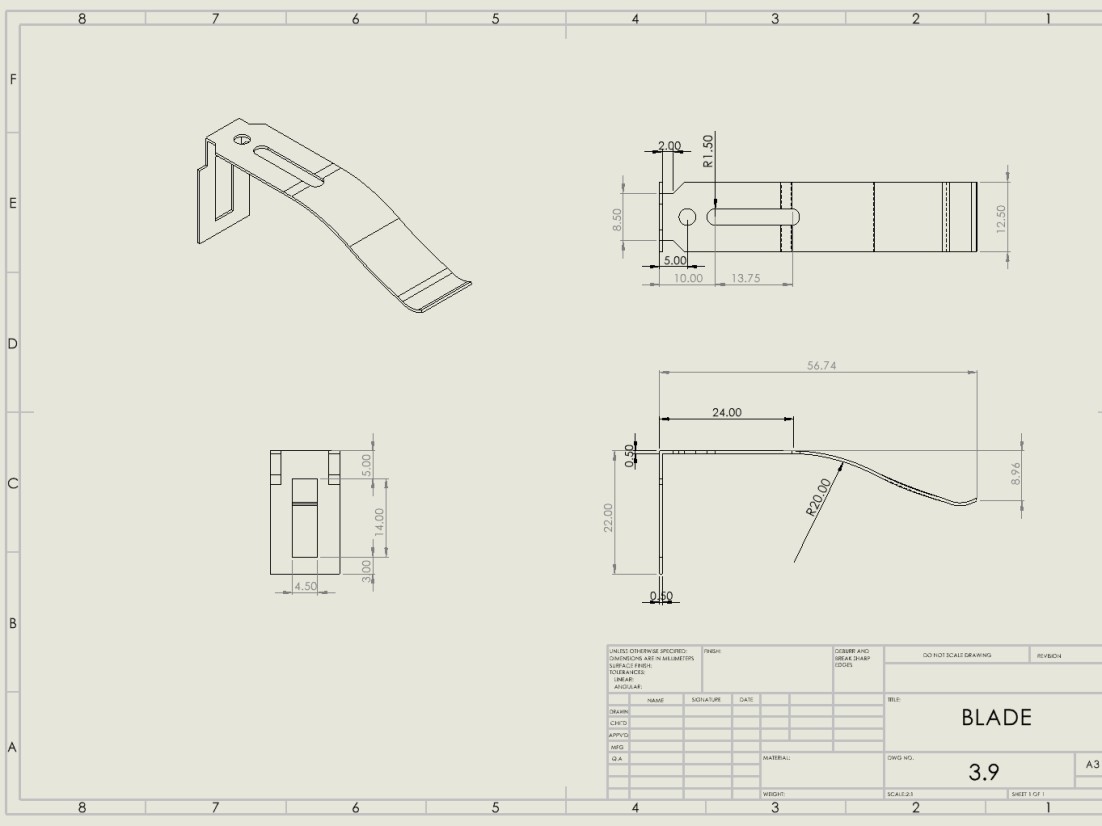 8 7 6 5 4 3 2 1
F
E
D
C
B
A
2.00
R1.50
8.50
12.50
5.00
10.00 13.75
56.74
24.00
0.50
8.96
R20.00
22.00
0.50
5.00
14.00
3.00
4.50
UNLESS OTHERWISE SPECIFIED:
DIMENSIONS ARE IN MILLIMETERS
SURFACE FINISH:
TOLERANCES:
LINEAR:
ANGULAR:
FINISH:
DEBURR AND
BREAK SHARP
EDGES
DO NOT SCALE DRAWING
REVISION
NAME SIGNATURE DATE
DRAWN
CHK'D
APPV'D
MFG
Q.A
MATERIAL:
WEIGHT:
TITLE:
BLADE
DWG NO.
3.9
A3
SCALE:2:1
SHEET 1 OF 1
8 7 6 5 4 3 2 1